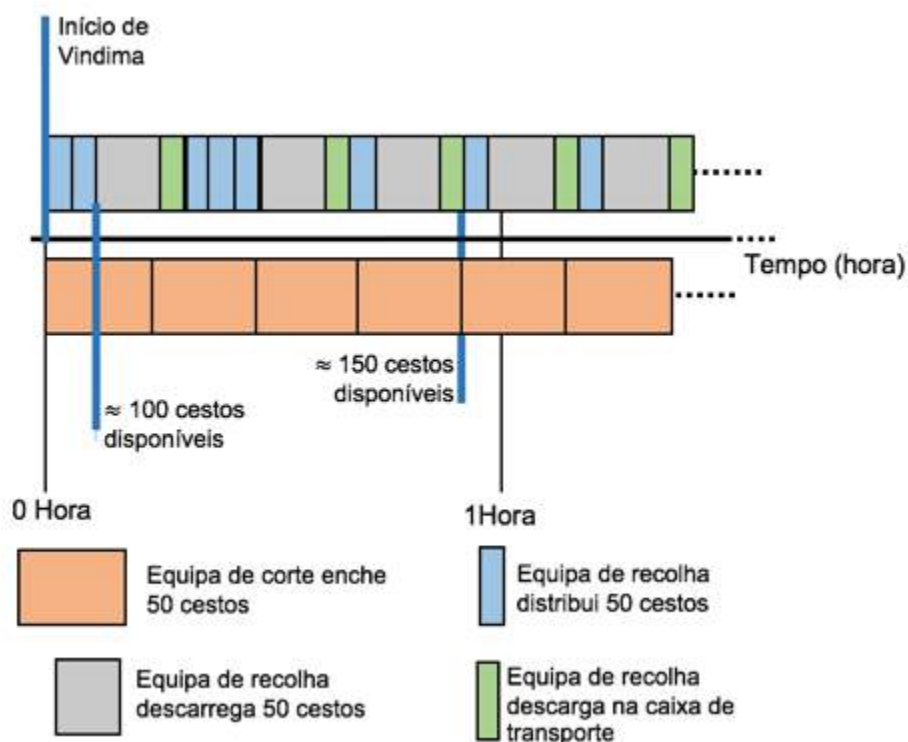 Início de
Vindima
Tempo (hora)
≈ 150 cestos
disponíveis
≈ 100 cestos
disponíveis
0 Hora
1Hora
Equipa de corte enche
50 cestos
Equipa de recolha
distribui 50 cestos
Equipa de recolha
descarrega 50 cestos
Equipa de recolha
descarga na caixa de
transporte